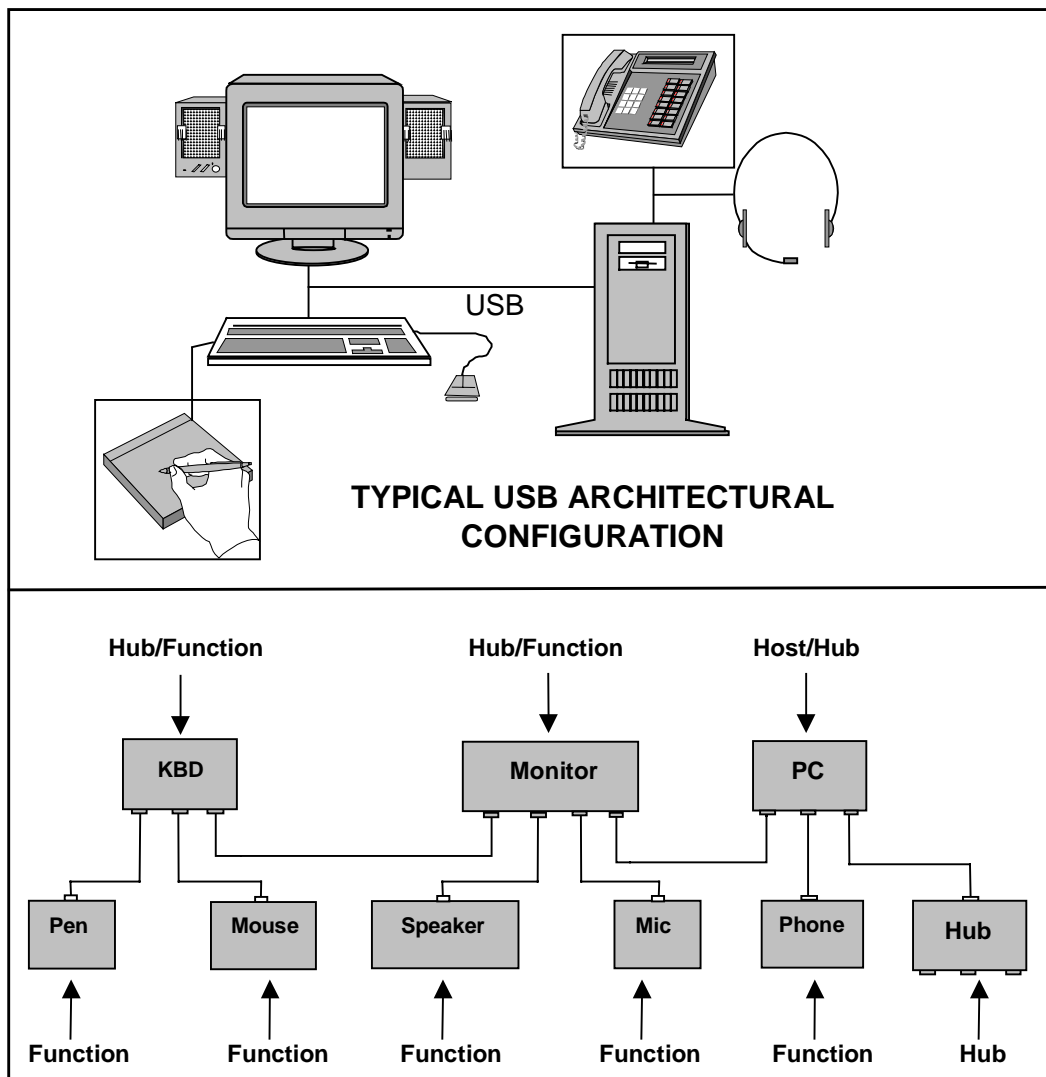 USB
TYPICAL USB ARCHITECTURAL
CONFIGURATION
Hub/Function
Hub/Function
Host/Hub
KBD
Monitor
PC
Pen
Mouse
Speaker
Mic
Phone
Hub
Function
Function
Function
Function
Function
Hub